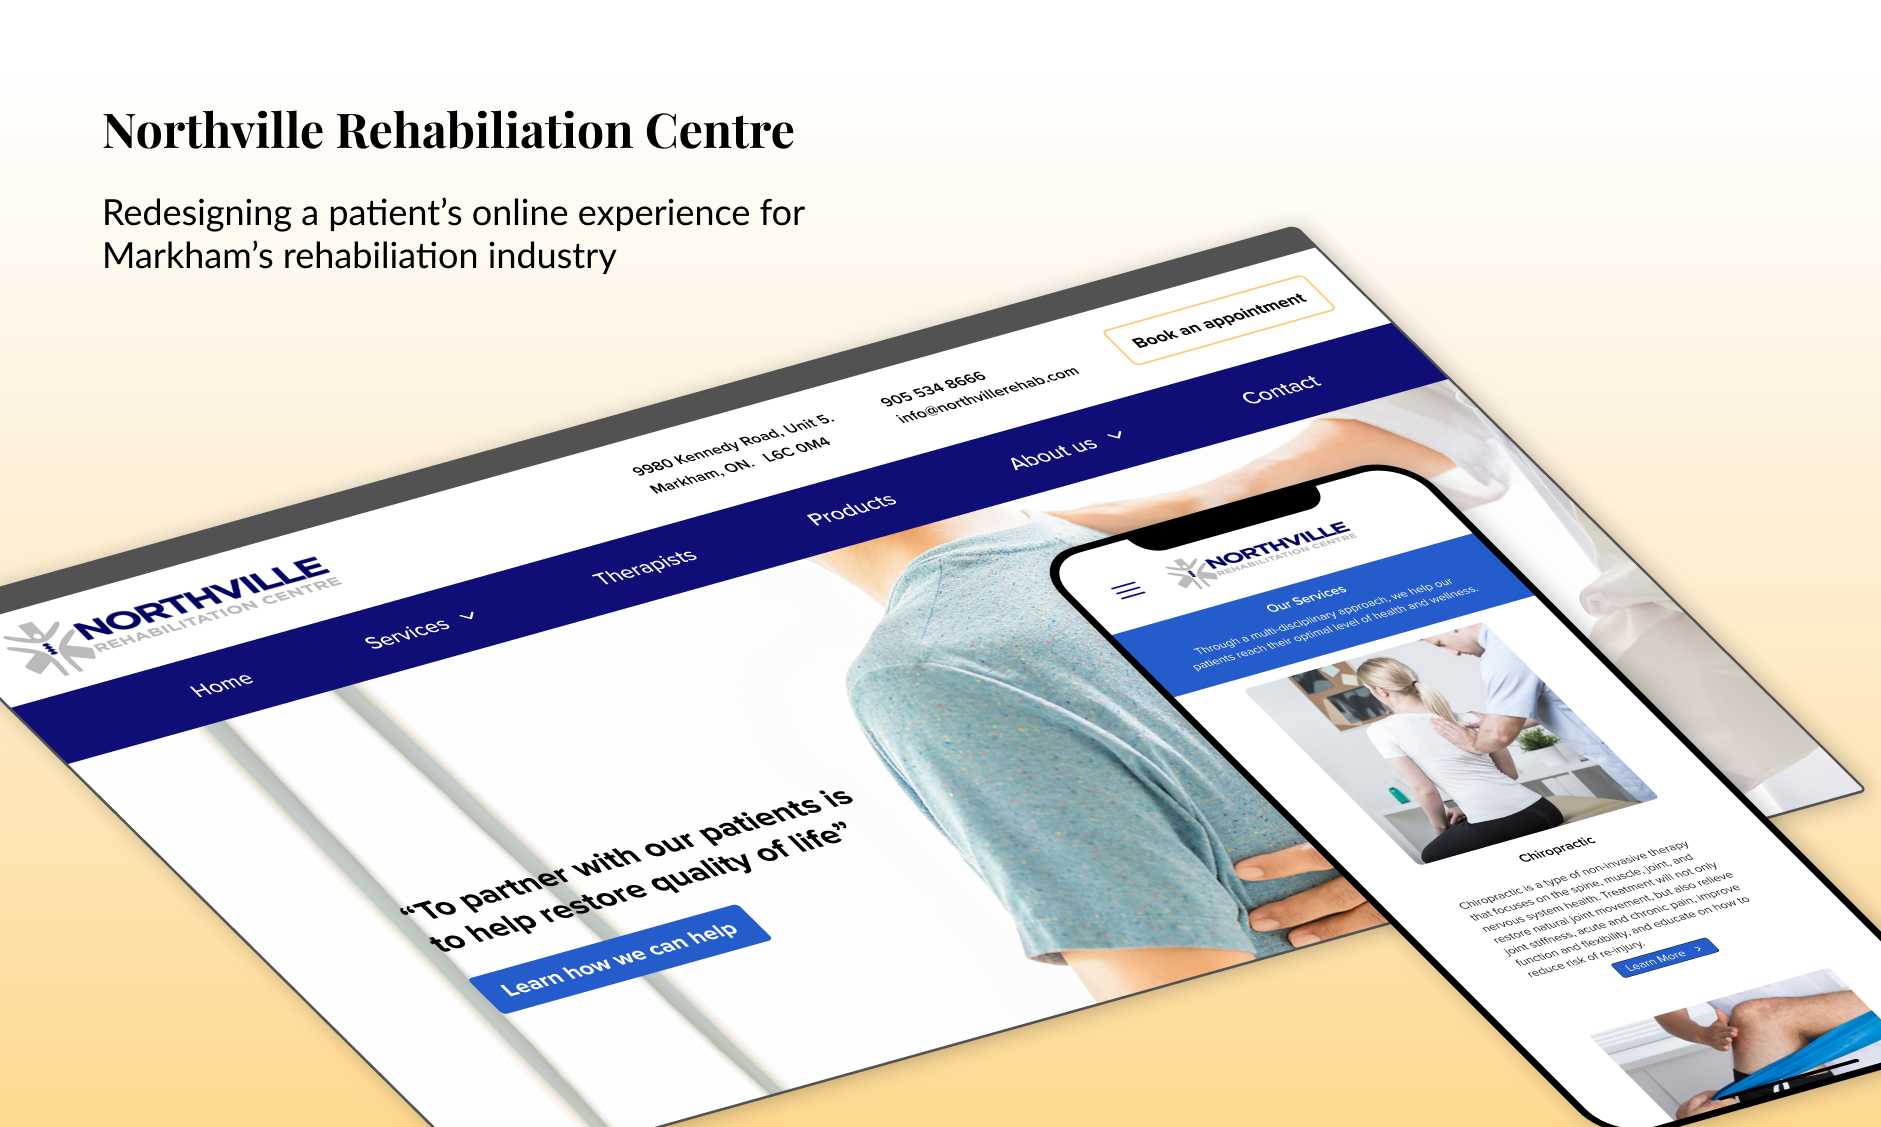 Northville Rehabiliation Centre
Redesigning a patient’s online experience for
Markham’s rehabiliation industry
NORTHVILLE
REHABILITATION CENTRE
9980 Kennedy Road, Unit 5.
Markham, ON. L6C 0M4
905 534 8666
info@northvillerehab.com
Book an appointment
Home
Services
Therapists
Products
About us
Contact
“To partner with our patients is
to help restore quality of life”
Learn how we can help
NORTHVILLE
REHABILITATION CENTRE
Our Services
Through a multi-disciplinary approach, we help our
patients reach their optimal level of health and wellness.
Chiropractic
Chiropractic is a type of non-invasive therapy
that focuses on the spine, muscle, joint, and
nervous system health. Treatment will not only
restore natural joint movement, but also relieve
joint stiffness, acute and chronic pain, improve
function and flexibility, and educate on how to
reduce risk of re-injury.
Learn More